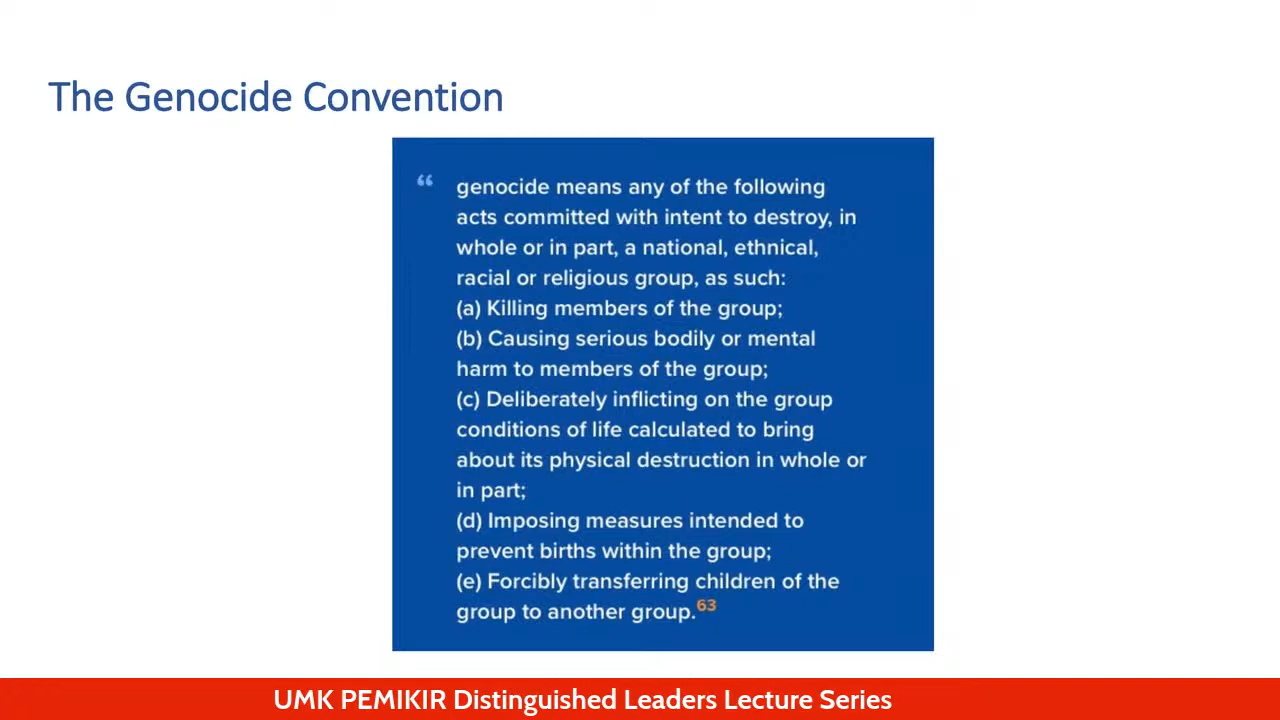 The Genocide Convention
“ genocide means any of the following
acts committed with intent to destroy, in
whole or in part, a national, ethnical,
racial or religious group, as such:
(a) Killing members of the group;
(b) Causing serious bodily or mental
harm to members of the group;
(c) Deliberately inflicting on the group
conditions of life calculated to bring
about its physical destruction in whole or
in part;
(d) Imposing measures intended to
prevent births within the group;
(e) Forcibly transferring children of the
group to another group.63
UMK PEMIKIR Distinguished Leaders Lecture Series